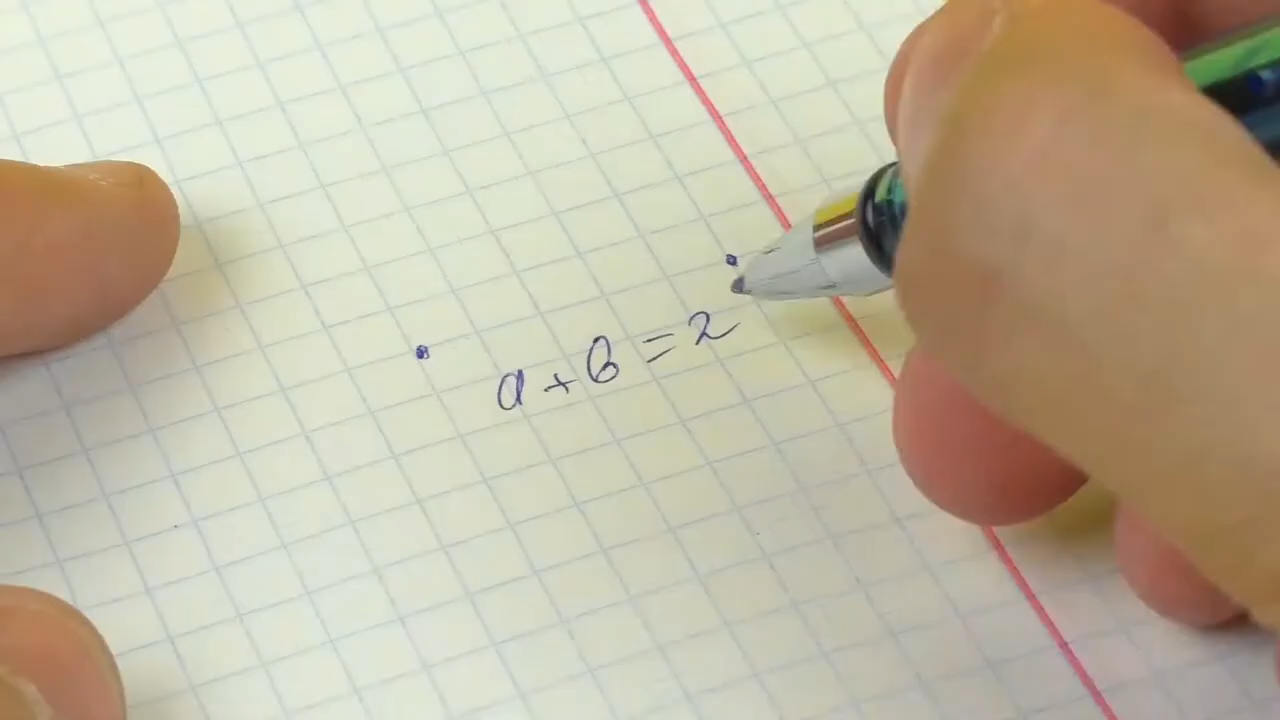 a + b = 2